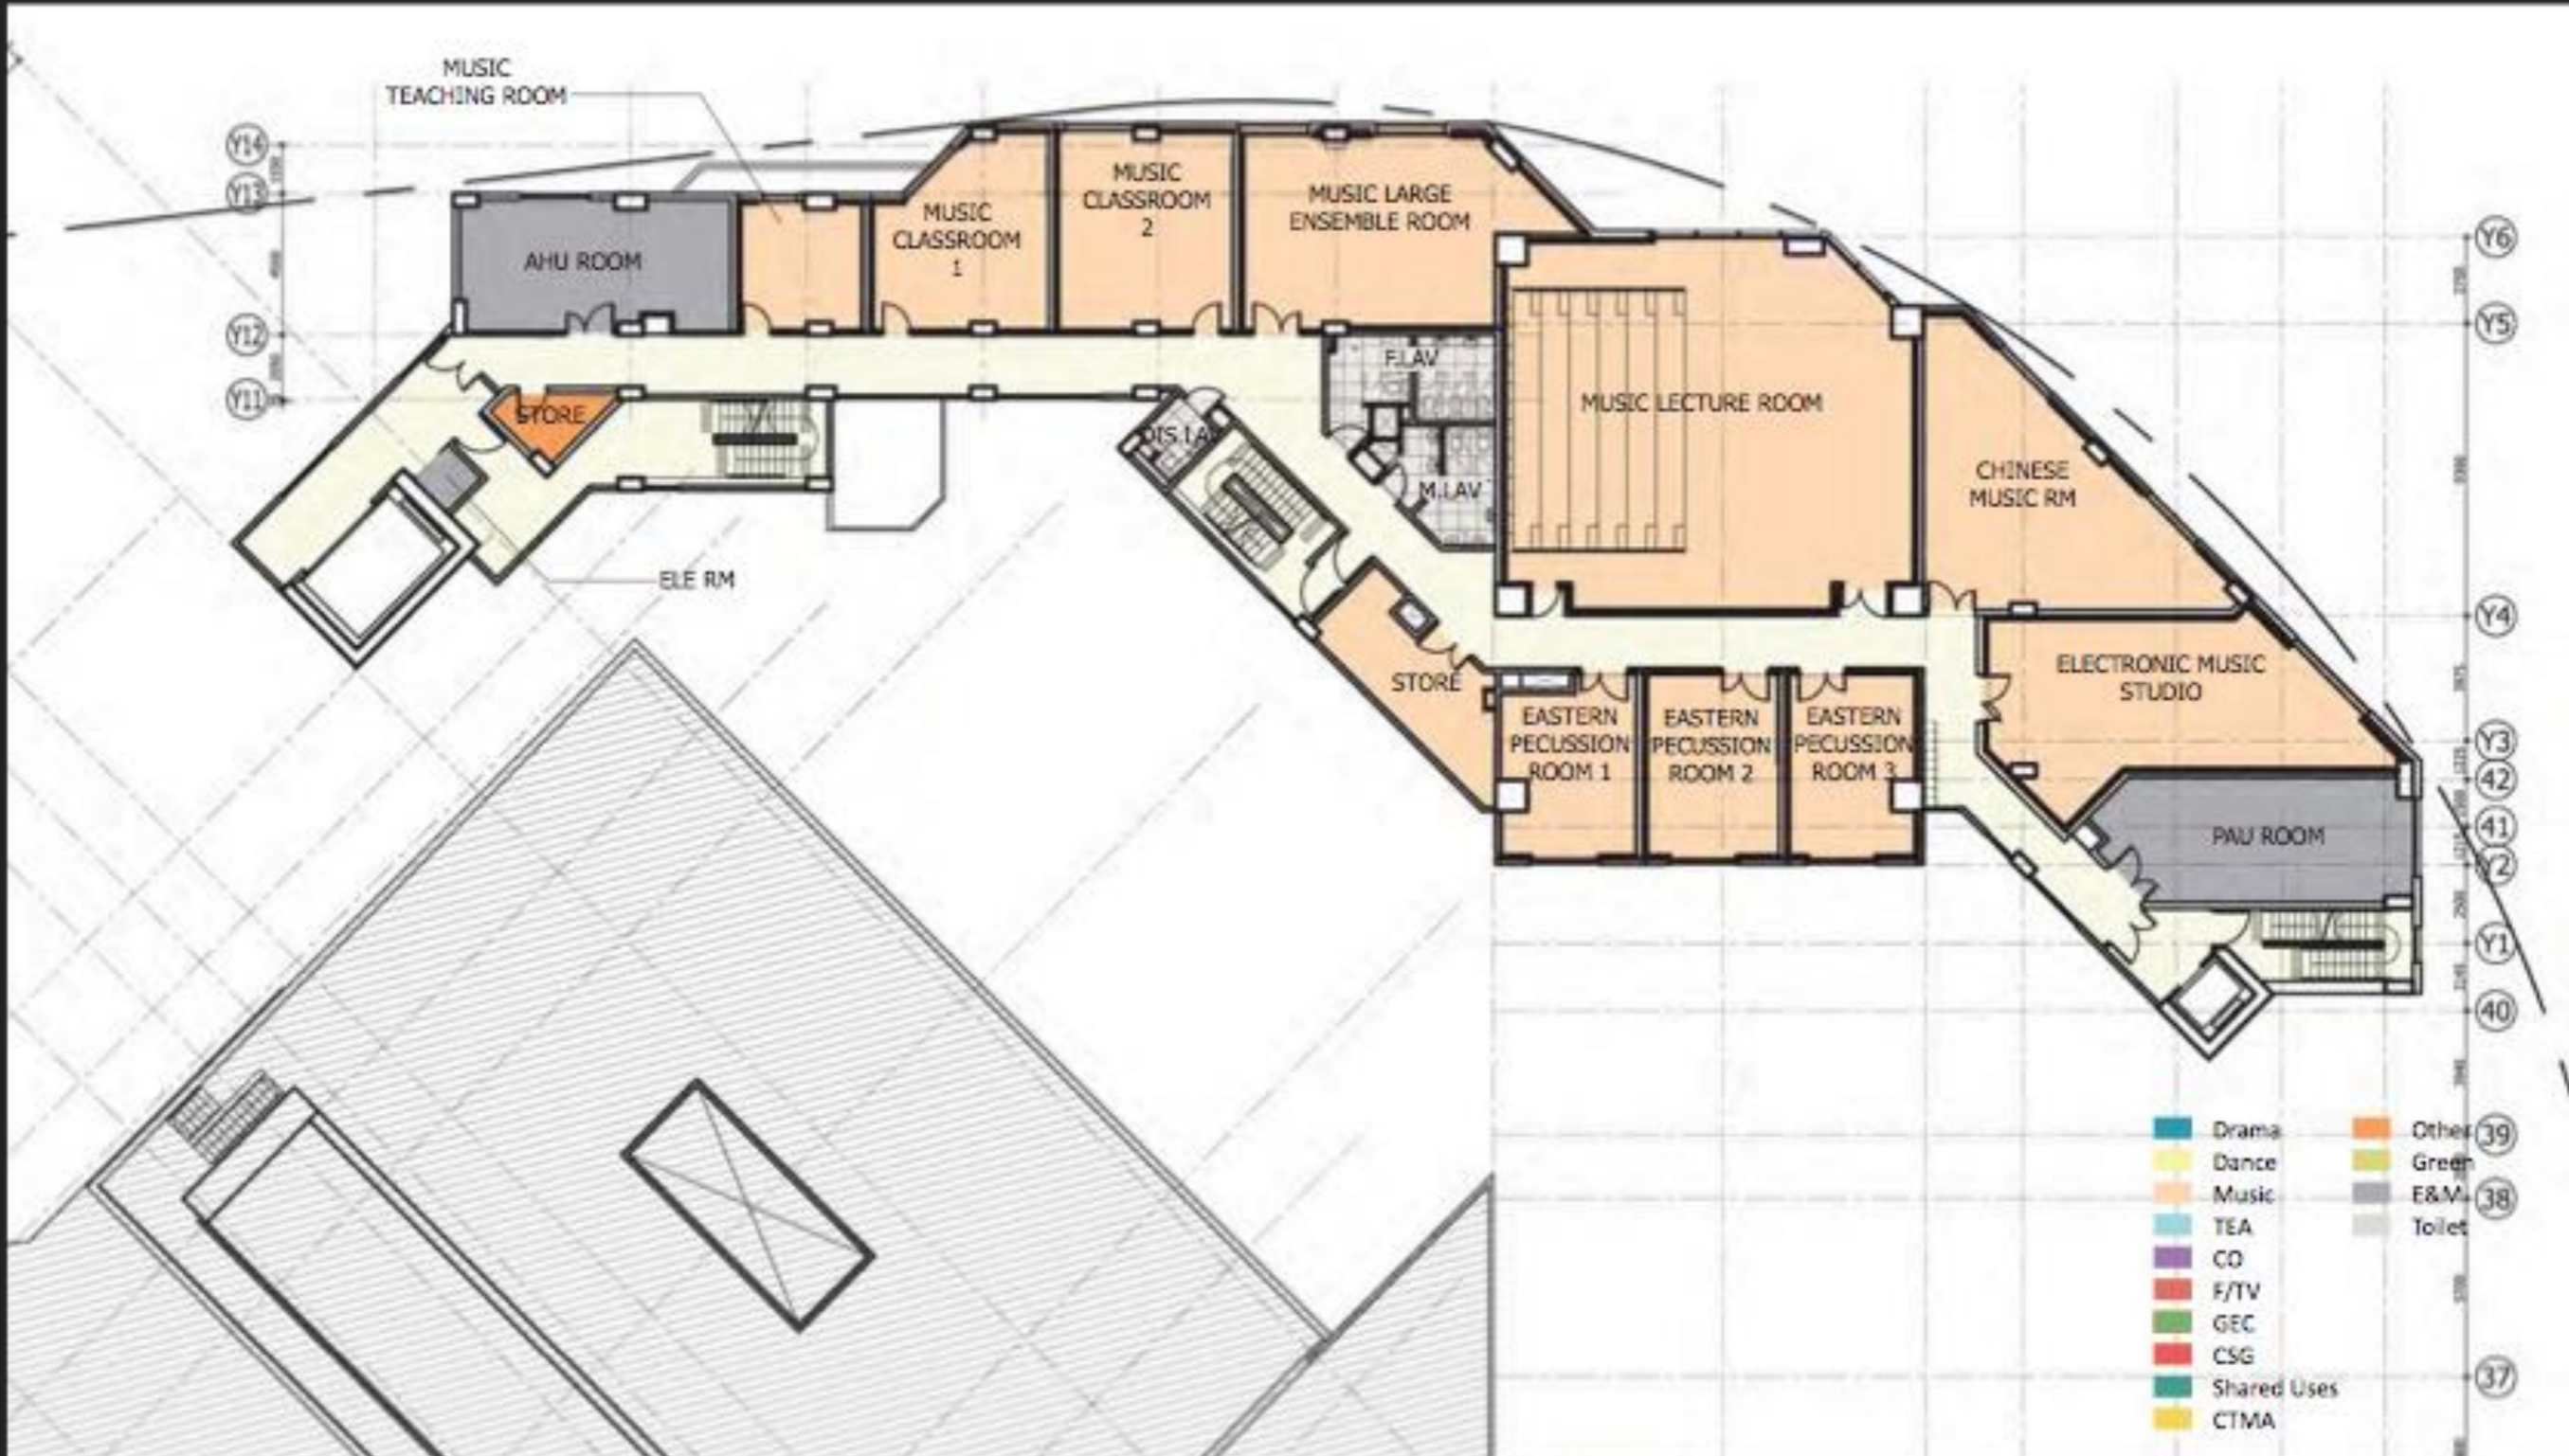 MUSIC
TEACHING ROOM
Y14
Y13
Y12
Y11
AHU ROOM
STORE
ELE RM
MUSIC
CLASSROOM
1
MUSIC
CLASSROOM
2
MUSIC LARGE
ENSEMBLE ROOM
F.LAV
M.LAV
MUSIC LECTURE ROOM
CHINESE
MUSIC RM
STORE
EASTERN
PECUSSION
ROOM 1
EASTERN
PECUSSION
ROOM 2
EASTERN
PECUSSION
ROOM 3
ELECTRONIC MUSIC
STUDIO
PAU ROOM
Y6
Y5
Y4
Y3
42
41
Y2
Y1
40
39
38
37
Drama
Dance
Music
TEA
CO
F/TV
GEC
CSG
Shared Uses
CTMA
Other
Green
E&M
Toilet